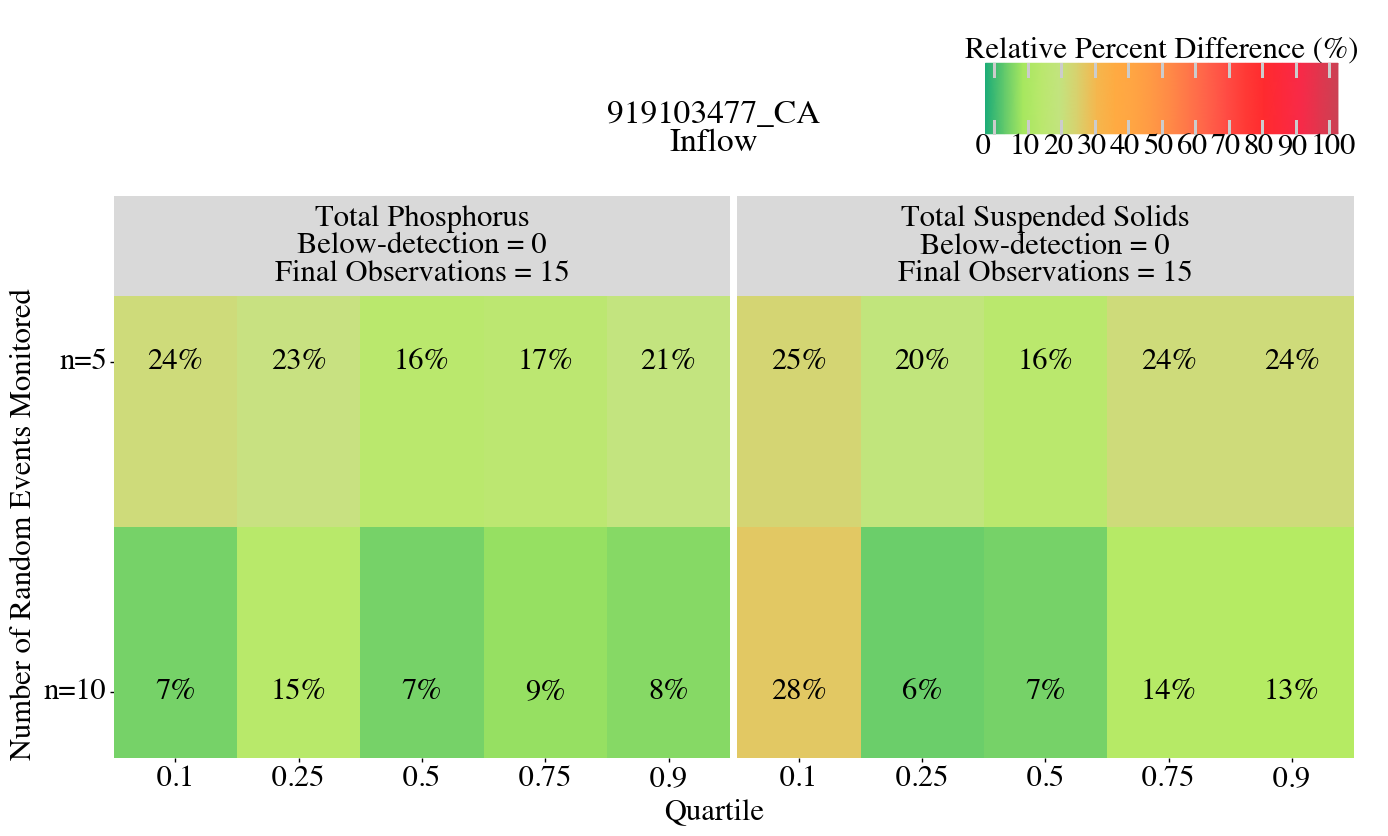 Relative Percent Difference (%)
0 10 20 30 40 50 60 70 80 90 100
919103477_CA
Inflow
Total Phosphorus
Below-detection = 0
Final Observations = 15
Total Suspended Solids
Below-detection = 0
Final Observations = 15
Number of Random Events Monitored
n=5 24% 23% 16% 17% 21% 25% 20% 16% 24% 24%
n=10 7% 15% 7% 9% 8% 28% 6% 7% 14% 13%
0.1 0.25 0.5 0.75 0.9 0.1 0.25 0.5 0.75 0.9
Quartile